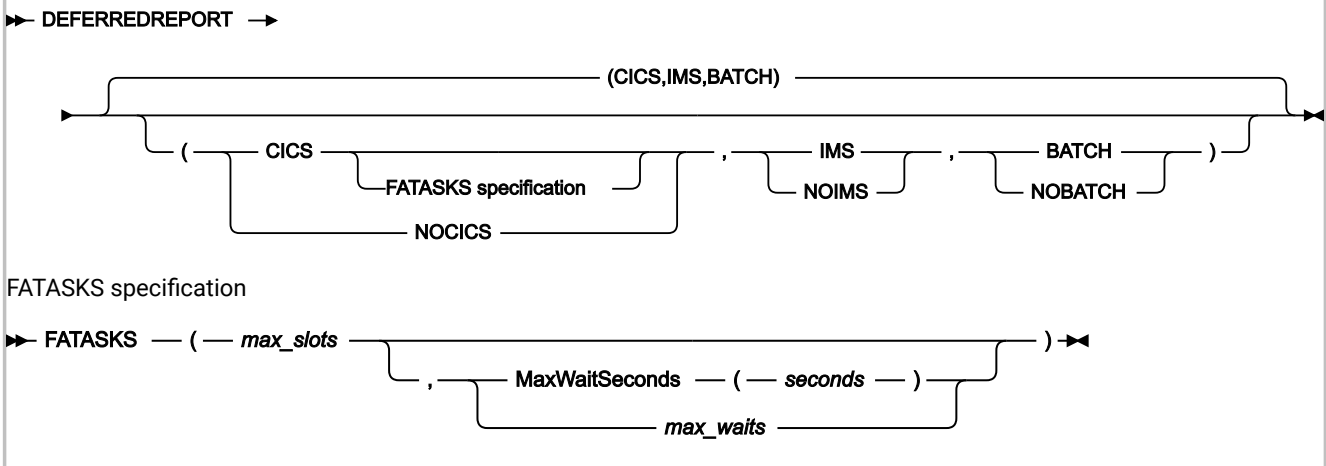 DEFERREDREPORT
(CICS,IMS,BATCH)
( CICS , IMS , BATCH )
FATASKS specification NOIMS NOBATCH
NOCICS
FATASKS specification
FATASKS ( max_slots )
, MaxWaitSeconds ( seconds )
max_waits